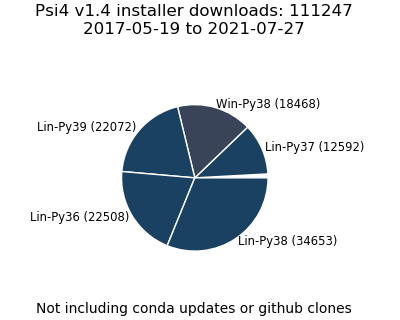 Psi4 v1.4 installer downloads: 111247
2017-05-19 to 2021-07-27
Win-Py38 (18468)
Lin-Py39 (22072)
Lin-Py37 (12592)
Lin-Py36 (22508)
Lin-Py38 (34653)
Not including conda updates or github clones